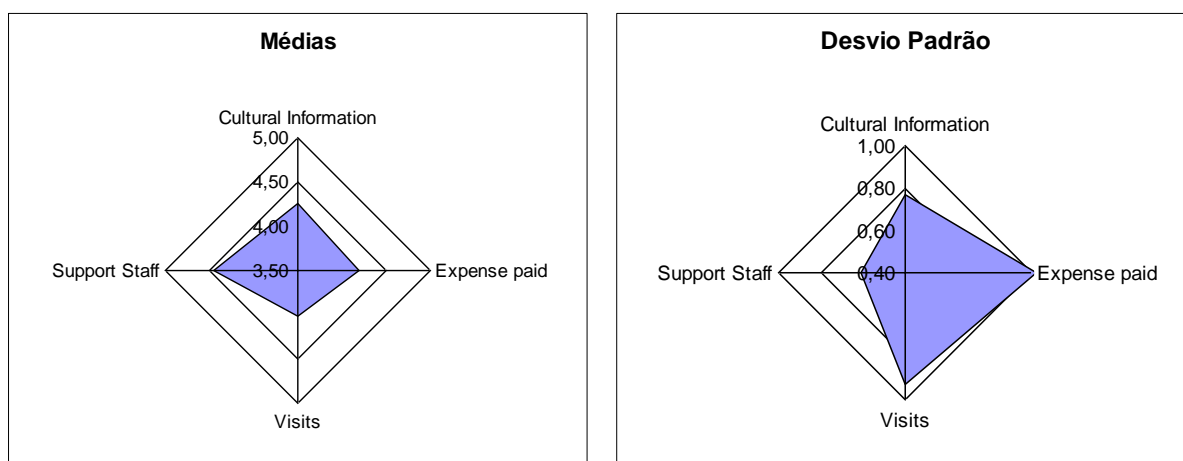 Médias
Cultural Information
5,00
4,50
4,00
3,50
Support Staff
Expense paid
Visits
Desvio Padrão
Cultural Information
1,00
0,80
0,60
0,40
Support Staff
Expense paid
Visits